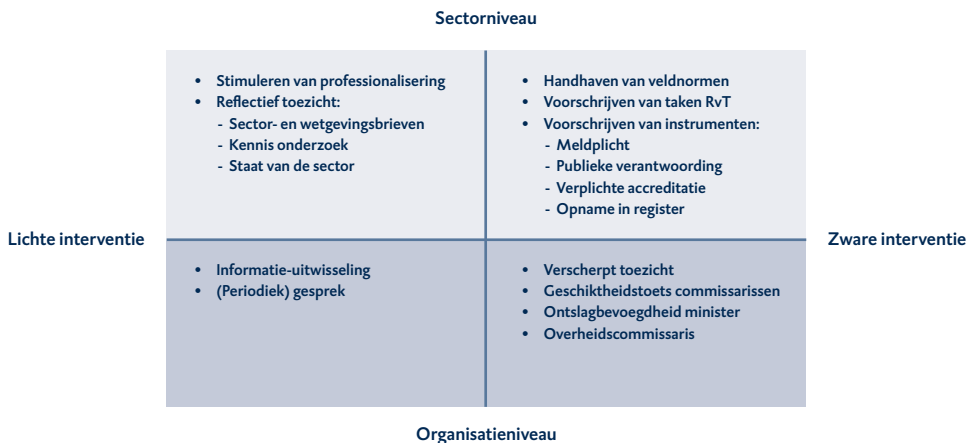 Sectorniveau
• Stimuleren van professionalisering
• Reflectief toezicht:
- Sector- en wetgevingsbrieven
- Kennis onderzoek
- Staat van de sector
• Handhaven van veldnormen
• Voorschrijven van taken RvT
• Voorschrijven van instrumenten:
- Meldplicht
- Publieke verantwoording
- Verplichte accreditatie
- Opname in register
Lichte interventie
Zware interventie
• Informatie-uitwisseling
• (Periodiek) gesprek
• Verscherpt toezicht
• Geschiktheidstoets commissarissen
• Ontslagbevoegdheid minister
• Overheidscommissaris
Organisatieniveau